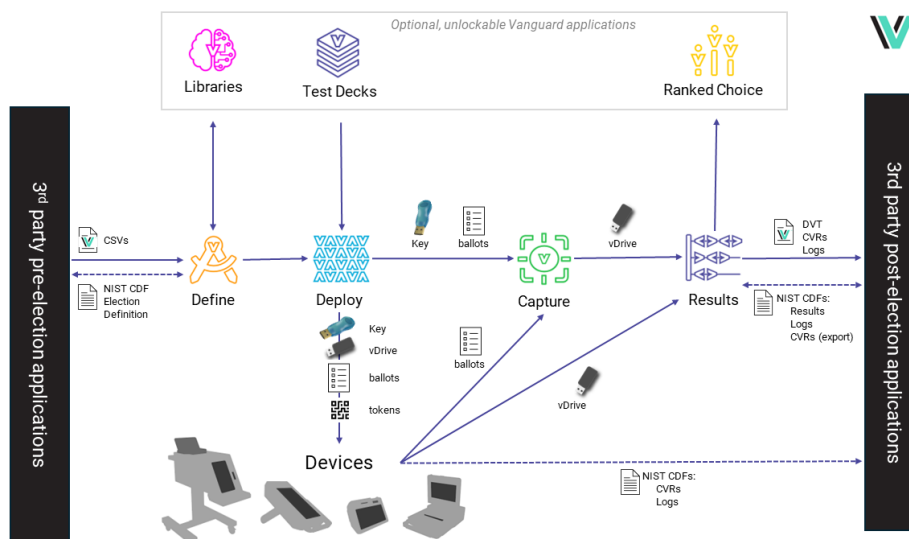 Optional, unlockable Vanguard applications
Libraries
Test Decks
Ranked Choice
3rd party pre-election applications
CSVs
NIST CDF
Election
Definition
Define
Deploy
Key
ballots
Capture
vDrive
Results
DVT
CVRs
Logs
NIST CDFs:
Results
Logs
CVRs (export)
3rd party post-election applications
Key
vDrive
ballots
tokens
ballots
vDrive
Devices
NIST CDFs:
CVRs
Logs